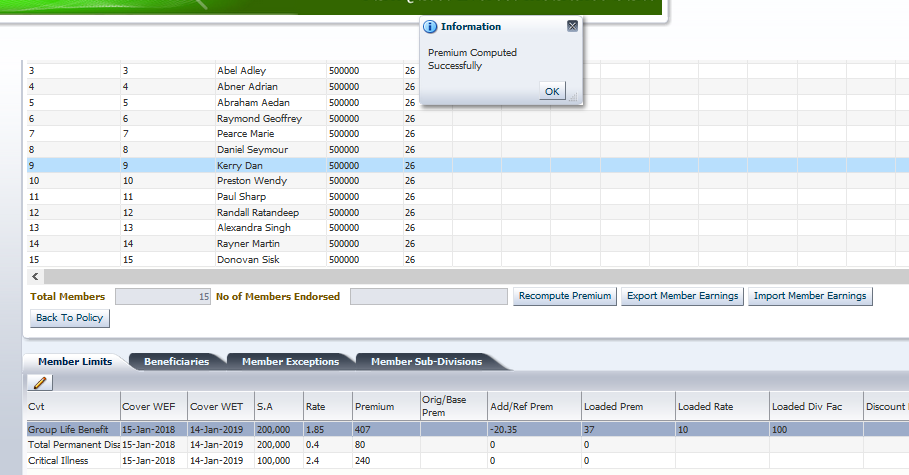 Information
Premium Computed
Successfully
OK
3 3 Abel Adley 500000 26
4 4 Abner Adrian 500000 26
5 5 Abraham Aedan 500000 26
6 6 Raymond Geoffrey 500000 26
7 7 Pearce Marie 500000 26
8 8 Daniel Seymour 500000 26
9 9 Kerry Dan 500000 26
10 10 Preston Wendy 500000 26
11 11 Paul Sharp 500000 26
12 12 Randall Ratandeep 500000 26
13 13 Alexandra Singh 500000 26
14 14 Rayner Martin 500000 26
15 15 Donovan Sisk 500000 26
Total Members 15 No of Members Endorsed Recompute Premium Export Member Earnings Import Member Earnings
Back To Policy
Member Limits Beneficiaries Member Exceptions Member Sub-Divisions
Cvt Cover WEF Cover WET S.A Rate Premium Orig/Base Prem Add/Ref Prem Loaded Prem Loaded Rate Loaded Div Fac Discount
Group Life Benefit 15-Jan-2018 14-Jan-2019 200,000 1.85 407 -20.35 37 10 100
Total Permanent Disa 15-Jan-2018 14-Jan-2019 200,000 0.4 80 0 0
Critical Illness 15-Jan-2018 14-Jan-2019 100,000 2.4 240 0 0